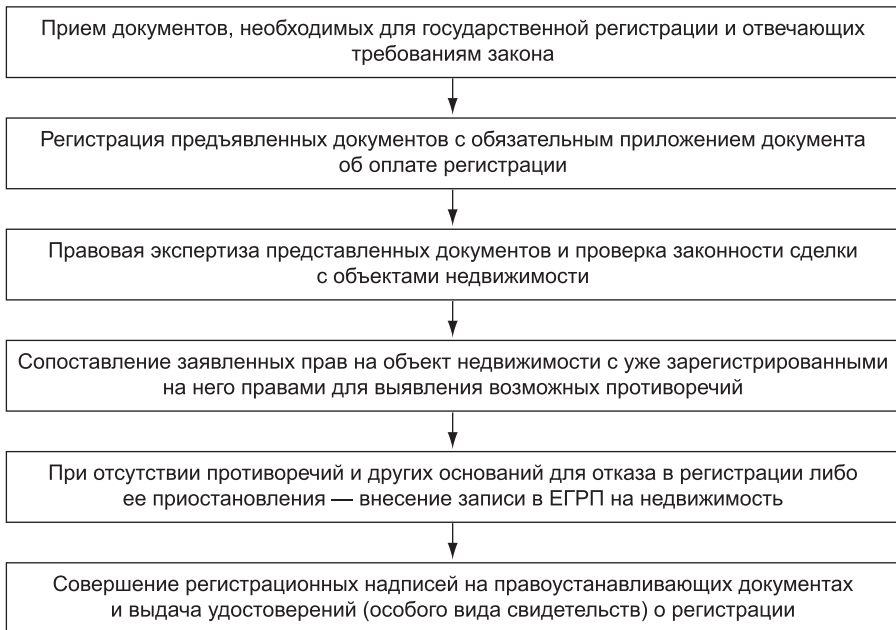 Прием документов, необходимых для государственной регистрации и отвечающих
требованиям закона
Регистрация предъявленных документов с обязательным приложением документа
об оплате регистрации
Правовая экспертиза представленных документов и проверка законности сделки
с объектами недвижимости
Сопоставление заявленных прав на объект недвижимости с уже зарегистрированными
на него правами для выявления возможных противоречий
При отсутствии противоречий и других оснований для отказа в регистрации либо
ее приостановления — внесение записи в ЕГРП на недвижимость
Совершение регистрационных надписей на правоустанавливающих документах
и выдача удостоверений (особого вида свидетельств) о регистрации